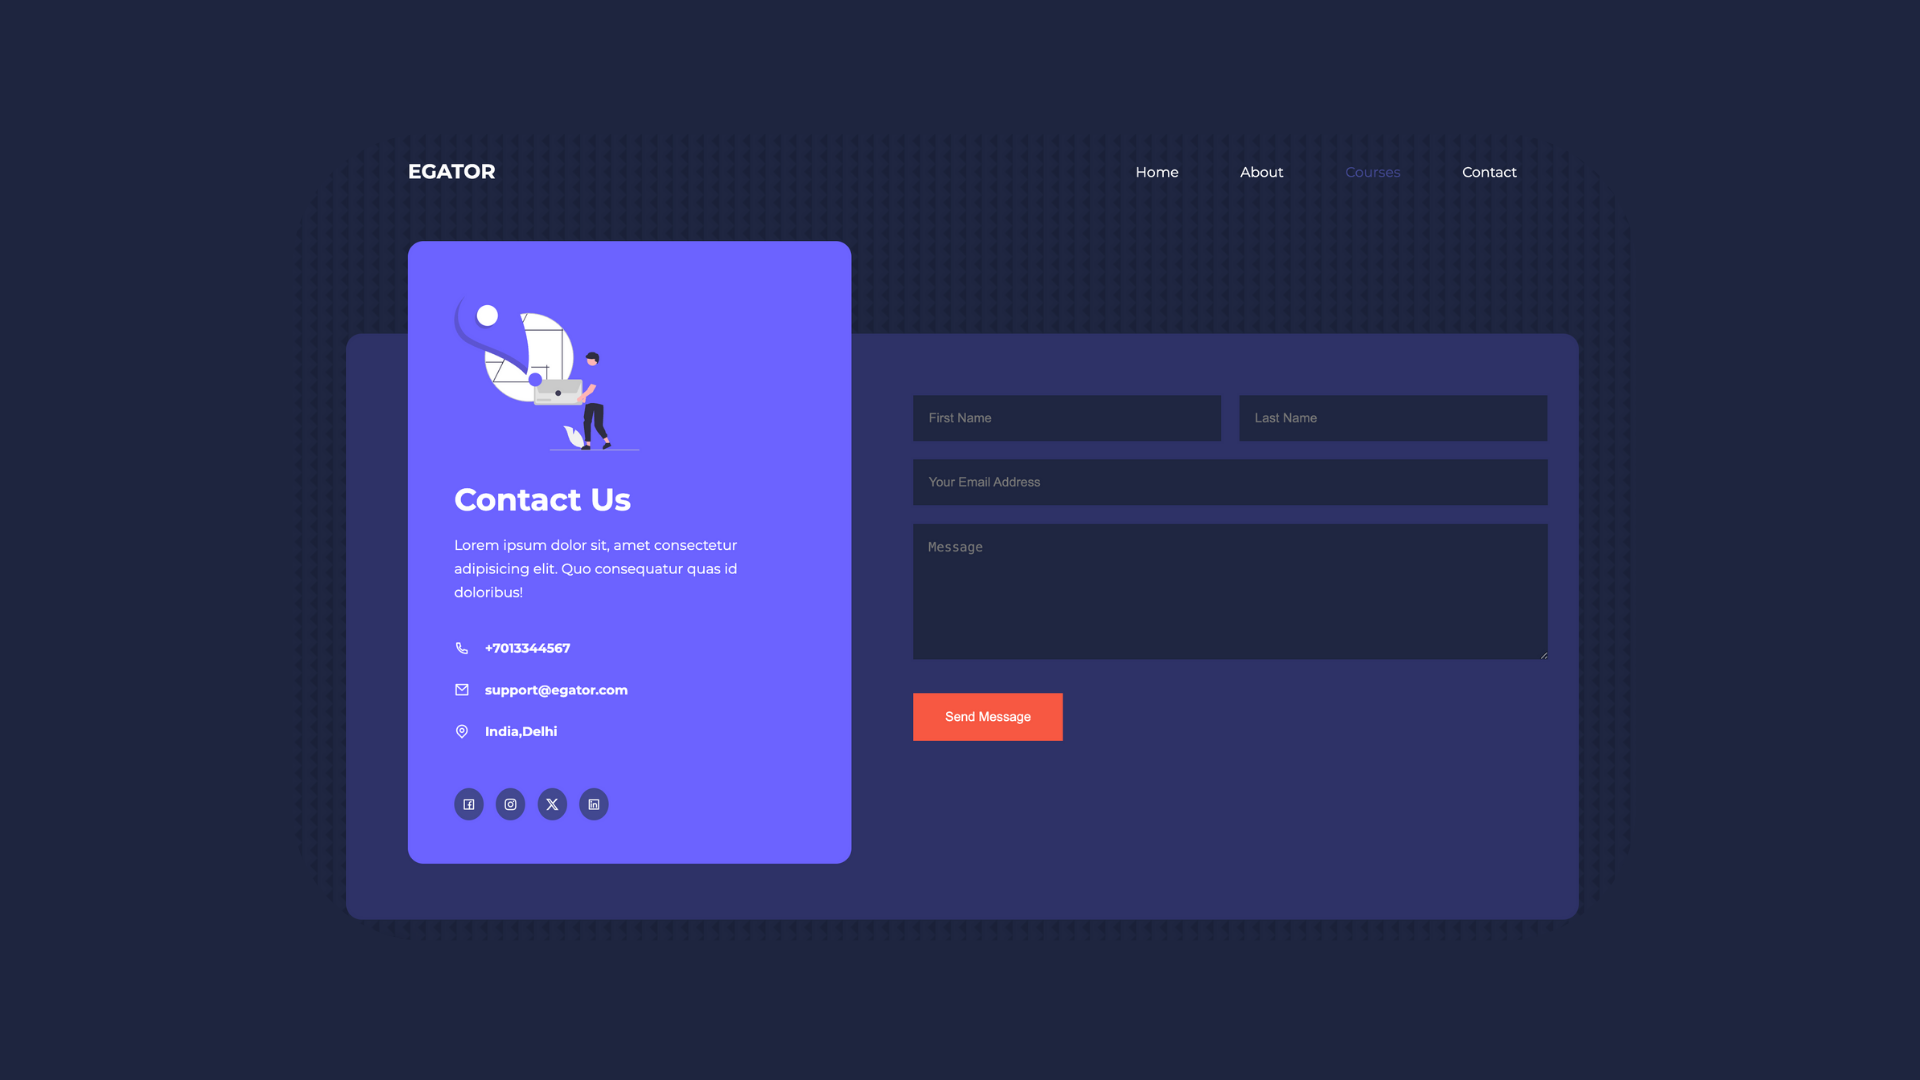 EGATOR
Home About Courses Contact
Contact Us
Lorem ipsum dolor sit, amet consectetur
adipisicing elit. Quo consequatur quas id
doloribus!
+7013344567
support@egator.com
India,Delhi
First Name
Last Name
Your Email Address
Message
Send Message